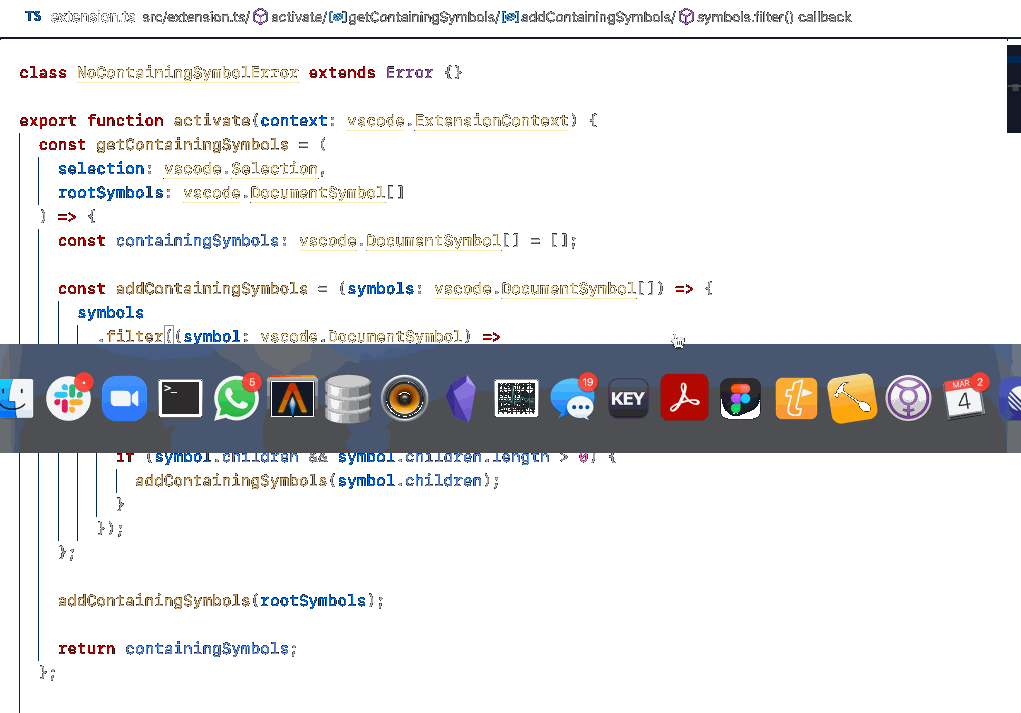 TS extension.ts src/extension.ts/ activate/ getContainingSymbols/ addContainingSymbols/ symbols.filter() callback
class NoContainingSymbolError extends Error {}
export function activate(context: vscode.ExtensionContext) {
const getContainingSymbols = (
selection: vscode.Selection,
rootSymbols: vscode.DocumentSymbol[]
) => {
const containingSymbols: vscode.DocumentSymbol[] = [];
const addContainingSymbols = (symbols: vscode.DocumentSymbol[]) => {
symbols
.filter((symbol: vscode.DocumentSymbol) =>
>_ 5 19 KEY MAR 2 4
if (symbol.children && symbol.children.length > 0) {
addContainingSymbols(symbol.children);
}
});
};
addContainingSymbols(rootSymbols);
return containingSymbols;
};